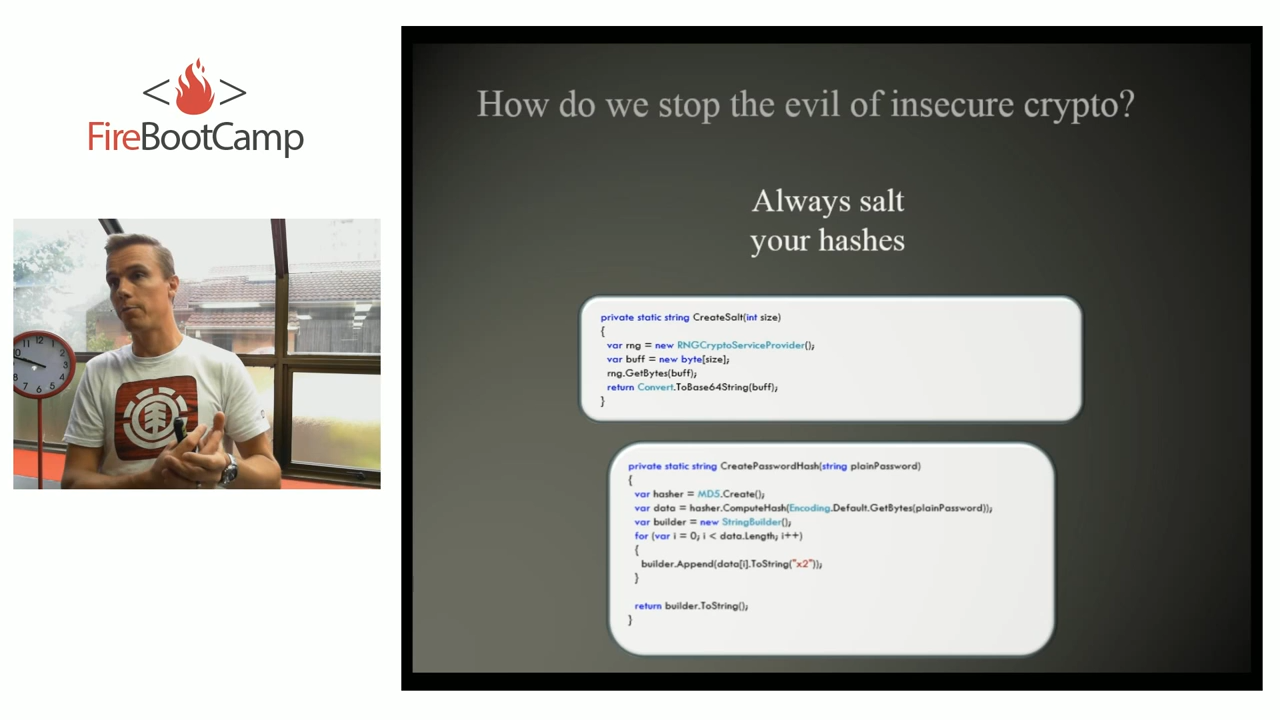 <FireBootCamp>
How do we stop the evil of insecure crypto?
Always salt
your hashes
private static string CreateSalt(int size)
{
var rng = new RNGCryptoServiceProvider();
var buff = new byte[size];
rng.GetBytes(buff);
return Convert.ToBase64String(buff);
}
private static string CreatePasswordHash(string plainPassword)
{
var hasher = MD5.Create();
var data = hasher.ComputeHash(Encoding.Default.GetBytes(plainPassword));
var builder = new StringBuilder();
for (var i = 0; i < data.Length; i++)
{
builder.Append(data[i].ToString("x2"));
}
return builder.ToString();
}